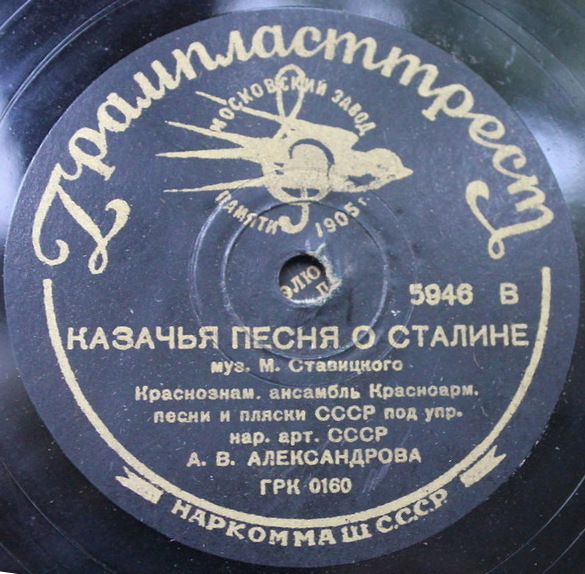 Грампласттрест
МОСКОВСКИЙ ЗАВОД
ПАМЯТИ 1905 г.
5946 В
КАЗАЧЬЯ ПЕСНЯ О СТАЛИНЕ
муз. М. Ставицкого
Краснознам. ансамбль Красноарм.
песни и пляски СССР под упр.
нар. арт. СССР
А. В. АЛЕКСАНДРОВА
ГРК 0160
НАРКОММАШ С.С.С.Р.